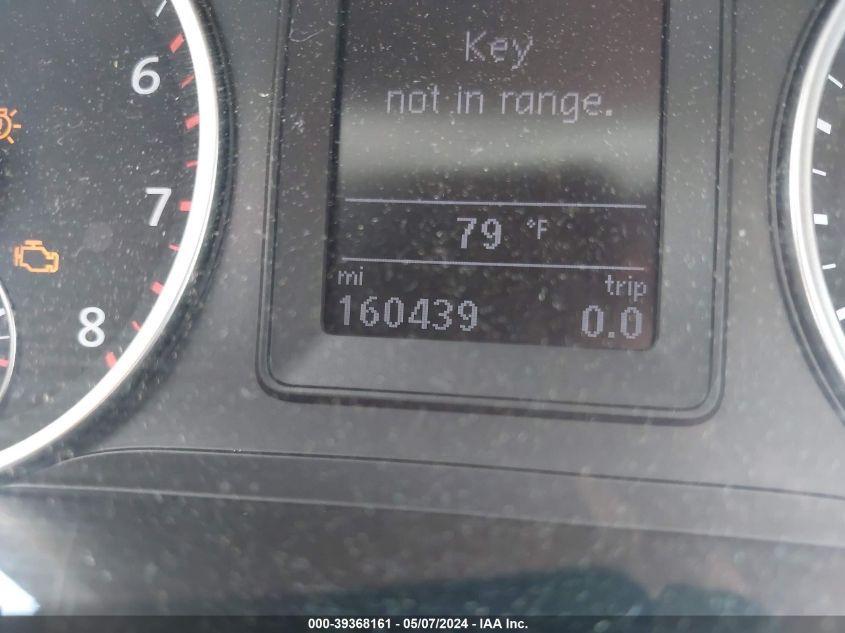 Key
not in range.
6
7
8
79 °F
mi trip
160439 0.0
000-39368161 - 05/07/2024 - IAA Inc.